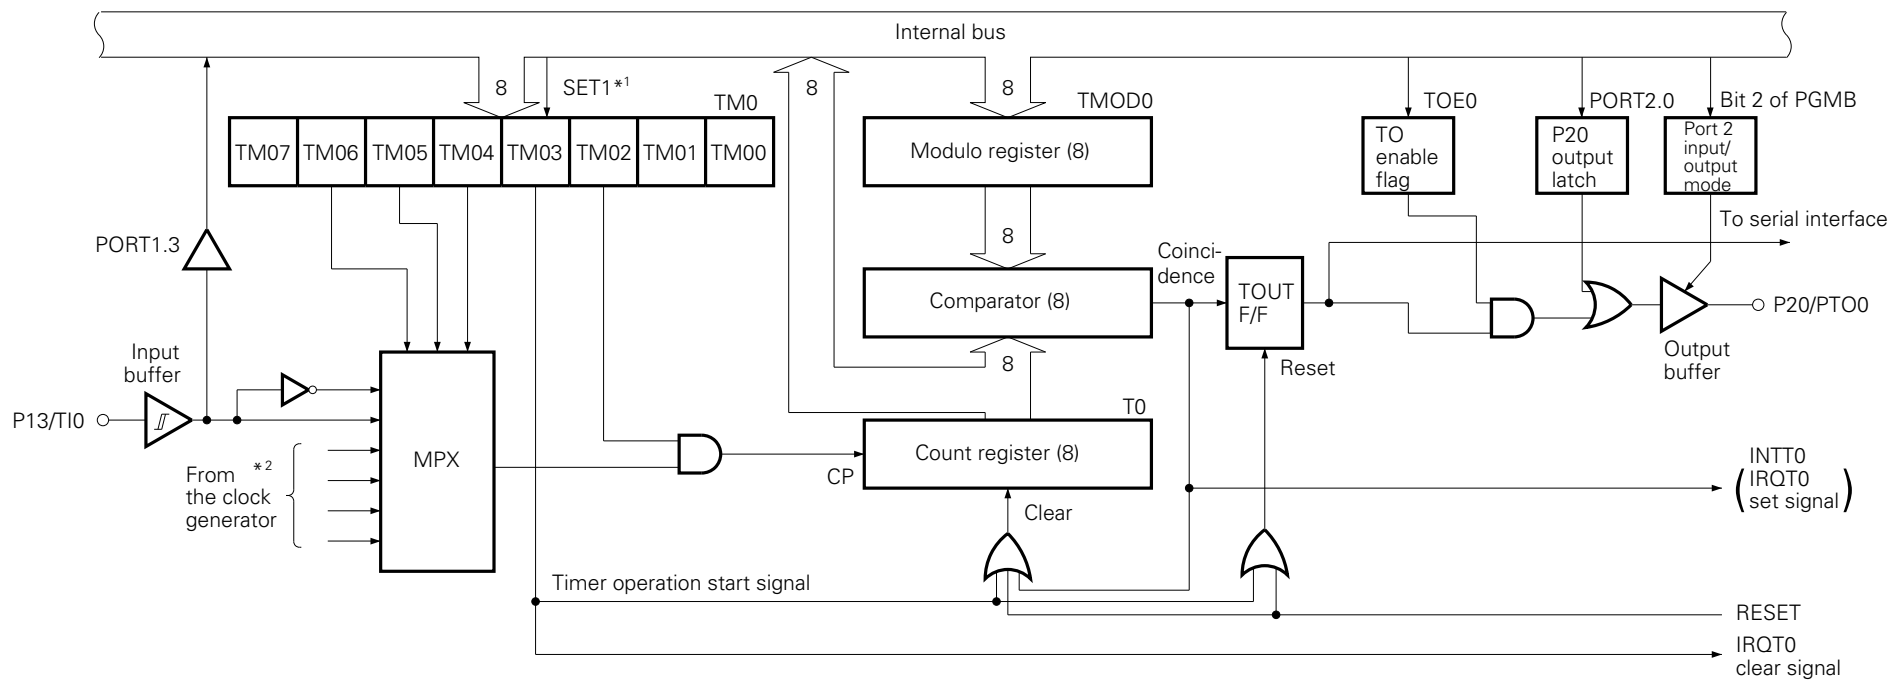 Internal bus
8
SET1*1
TM0
8
8
TMOD0
TOE0
PORT2.0
Bit 2 of PGMB
TM07
TM06
TM05
TM04
TM03
TM02
TM01
TM00
Modulo register (8)
TO
enable
flag
P20
output
latch
Port 2
input/
output
mode
To serial interface
PORT1.3
8
Coinci-
dence
Comparator (8)
TOUT
F/F
P20/PTO0
Input
buffer
8
Reset
Output
buffer
P13/TI0
T0
MPX
Count register (8)
CP
From *2
the clock
generator
INTT0
(IRQT0
set signal)
Clear
Timer operation start signal
RESET
IRQT0
clear signal